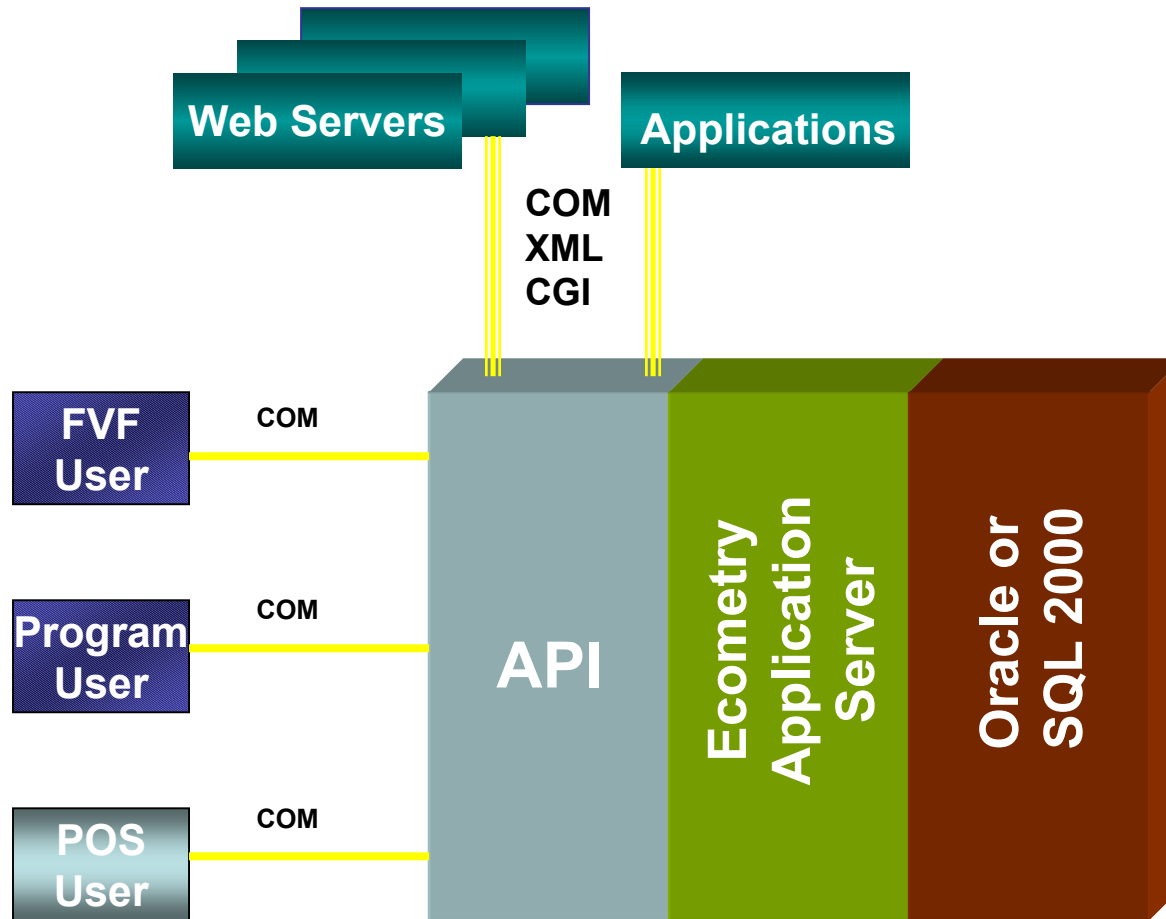 Web Servers
Applications
COM
XML
CGI
FVF
User
COM
Program
User
COM
POS
User
COM
API
Ecometry
Application
Server
Oracle or
SQL 2000